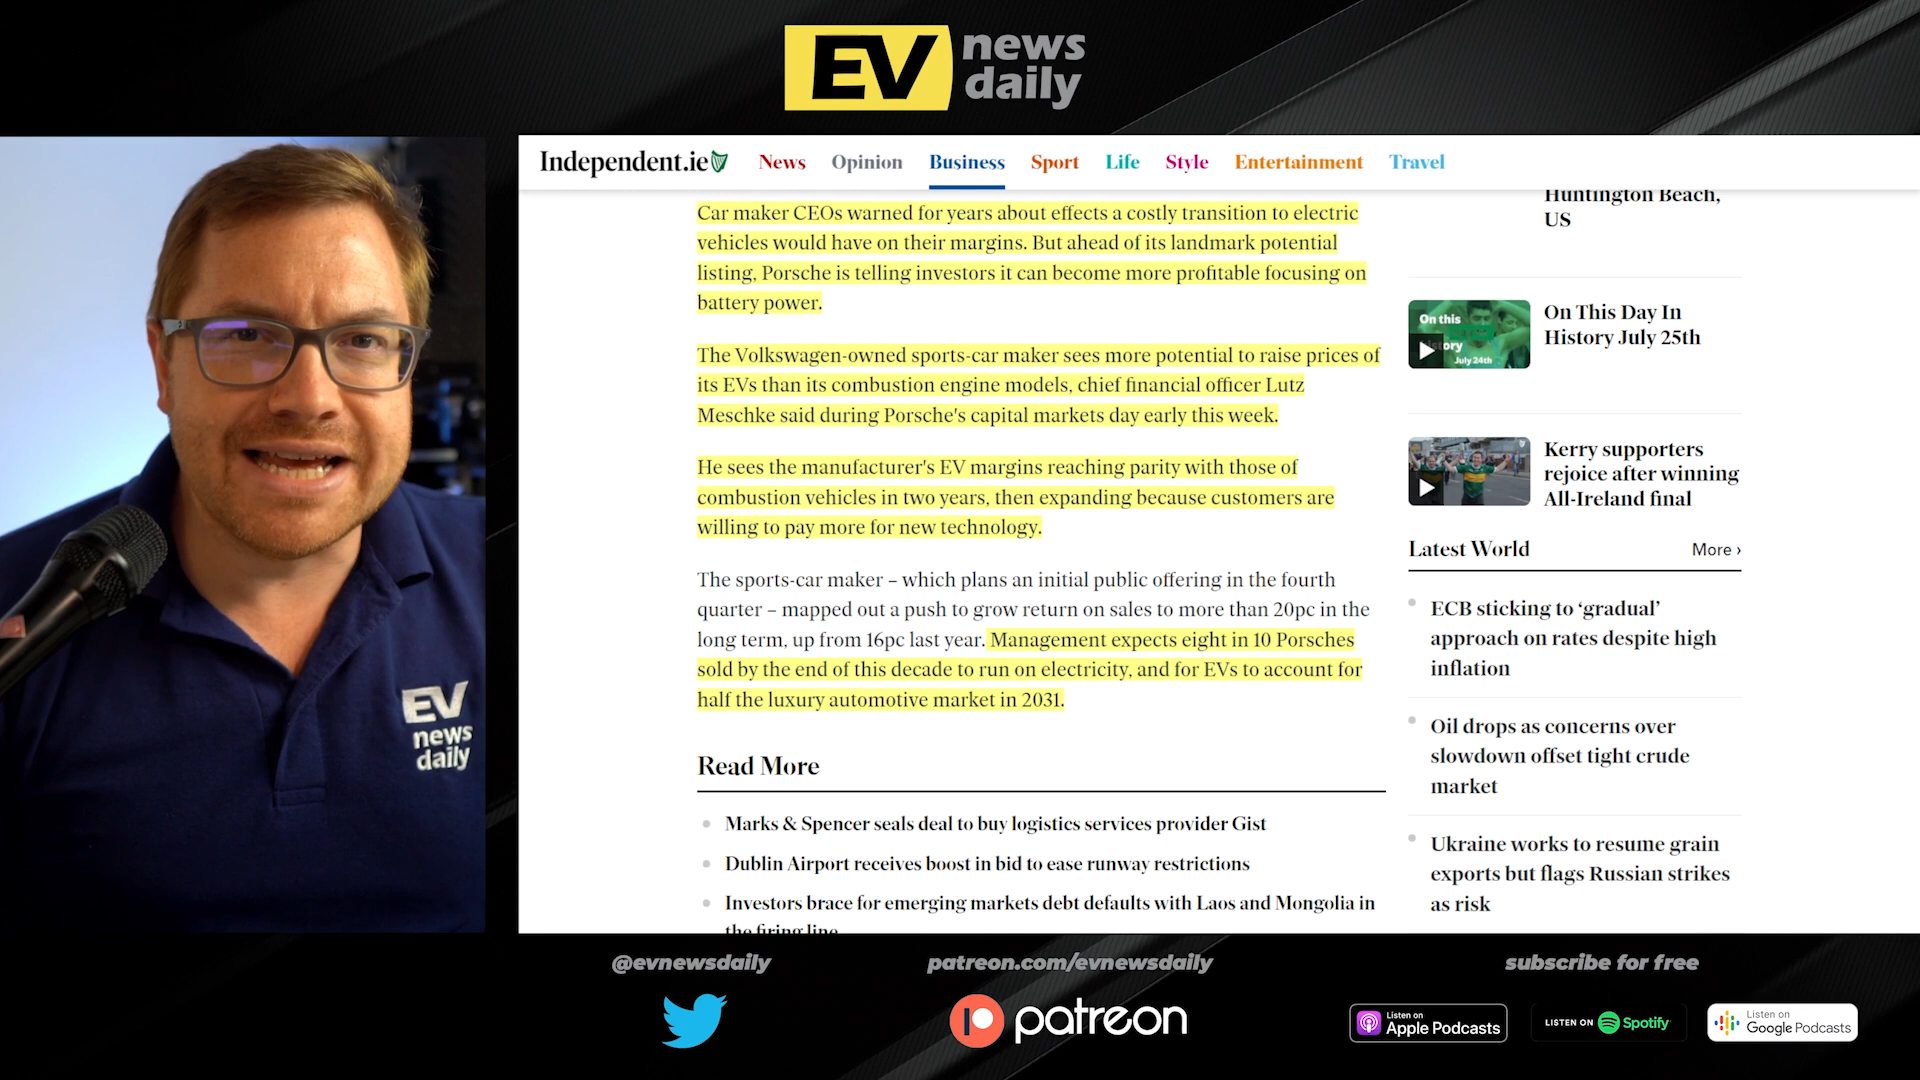 EV news
daily
Independent.ie News Opinion Business Sport Life Style Entertainment Travel
Car maker CEOs warned for years about effects a costly transition to electric
vehicles would have on their margins. But ahead of its landmark potential
listing, Porsche is telling investors it can become more profitable focusing on
battery power.
The Volkswagen-owned sports-car maker sees more potential to raise prices of
its EVs than its combustion engine models, chief financial officer Lutz
Meschke said during Porsche's capital markets day early this week.
He sees the manufacturer's EV margins reaching parity with those of
combustion vehicles in two years, then expanding because customers are
willing to pay more for new technology.
The sports-car maker – which plans an initial public offering in the fourth
quarter – mapped out a push to grow return on sales to more than 20pc in the
long term, up from 16pc last year. Management expects eight in 10 Porsches
sold by the end of this decade to run on electricity, and for EVs to account for
half the luxury automotive market in 2031.
Read More
Marks & Spencer seals deal to buy logistics services provider Gist
Dublin Airport receives boost in bid to ease runway restrictions
Investors brace for emerging markets debt defaults with Laos and Mongolia in
the firing line
Huntington Beach,
US
On this
July 24th
On This Day In
History July 25th
Kerry supporters
rejoice after winning
All-Ireland final
Latest World More ›
ECB sticking to ‘gradual’
approach on rates despite high
inflation
Oil drops as concerns over
slowdown offset tight crude
market
Ukraine works to resume grain
exports but flags Russian strikes
as risk
EV
news
daily
@evnewsdaily
patreon.com/evnewsdaily
patreon
subscribe for free
Listen on
Apple Podcasts
LISTEN ON Spotify
Listen on
Google Podcasts